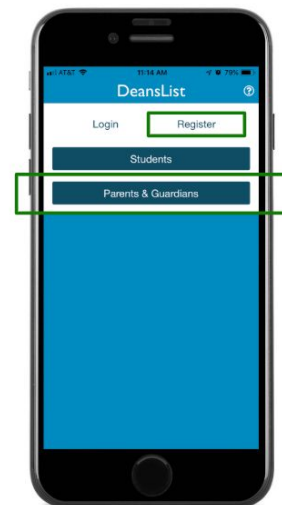 AT&T 11:14 AM 79%
DeansList ?
Login Register
Students
Parents & Guardians